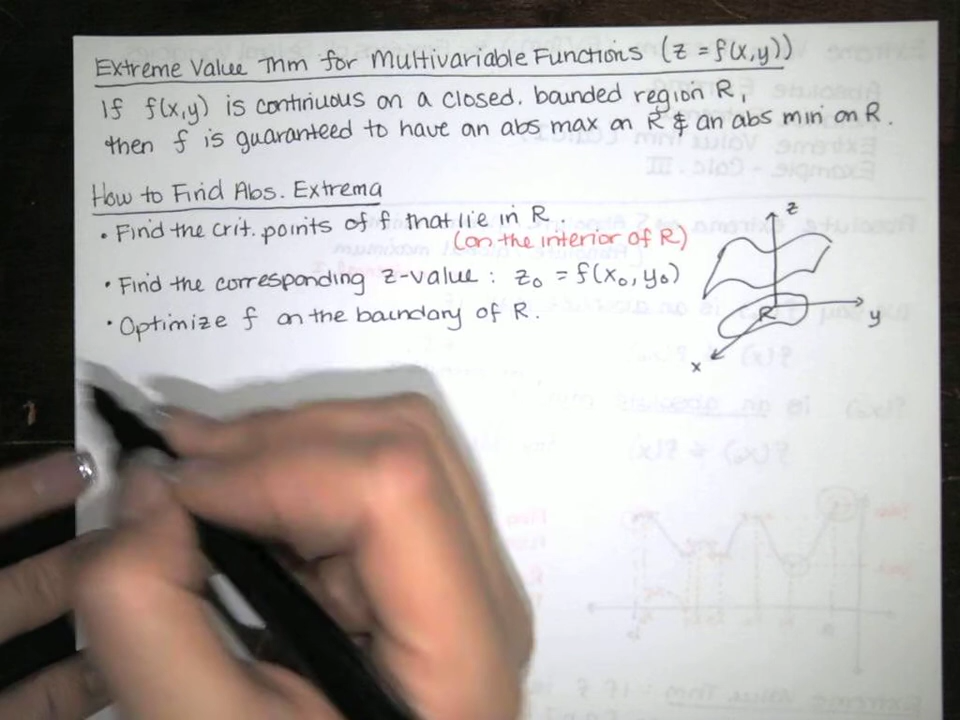 Extreme Value Thm for Multivariable Functions (z = f(x,y))
If f(x,y) is continuous on a closed, bounded region R,
then f is guaranteed to have an abs max on R & an abs min on R.
How to Find Abs. Extrema
• Find the crit. points of f that lie in R.
(on the interior of R)
• Find the corresponding z-value : z₀ = f(x₀, y₀)
• Optimize f on the boundary of R.
z
R
y
x